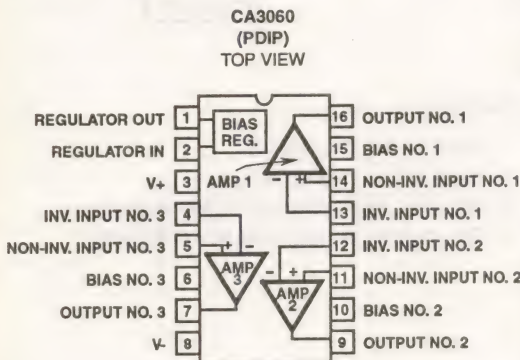 CA3060
(PDIP)
TOP VIEW
REGULATOR OUT 1
REGULATOR IN 2
V+ 3
INV. INPUT NO. 3 4
NON-INV. INPUT NO. 3 5
BIAS NO. 3 6
OUTPUT NO. 3 7
V- 8
BIAS
REG.
AMP 1
- +
+ -
AMP
3
- +
AMP
2
16 OUTPUT NO. 1
15 BIAS NO. 1
14 NON-INV. INPUT NO. 1
13 INV. INPUT NO. 1
12 INV. INPUT NO. 2
11 NON-INV. INPUT NO. 2
10 BIAS NO. 2
9 OUTPUT NO. 2